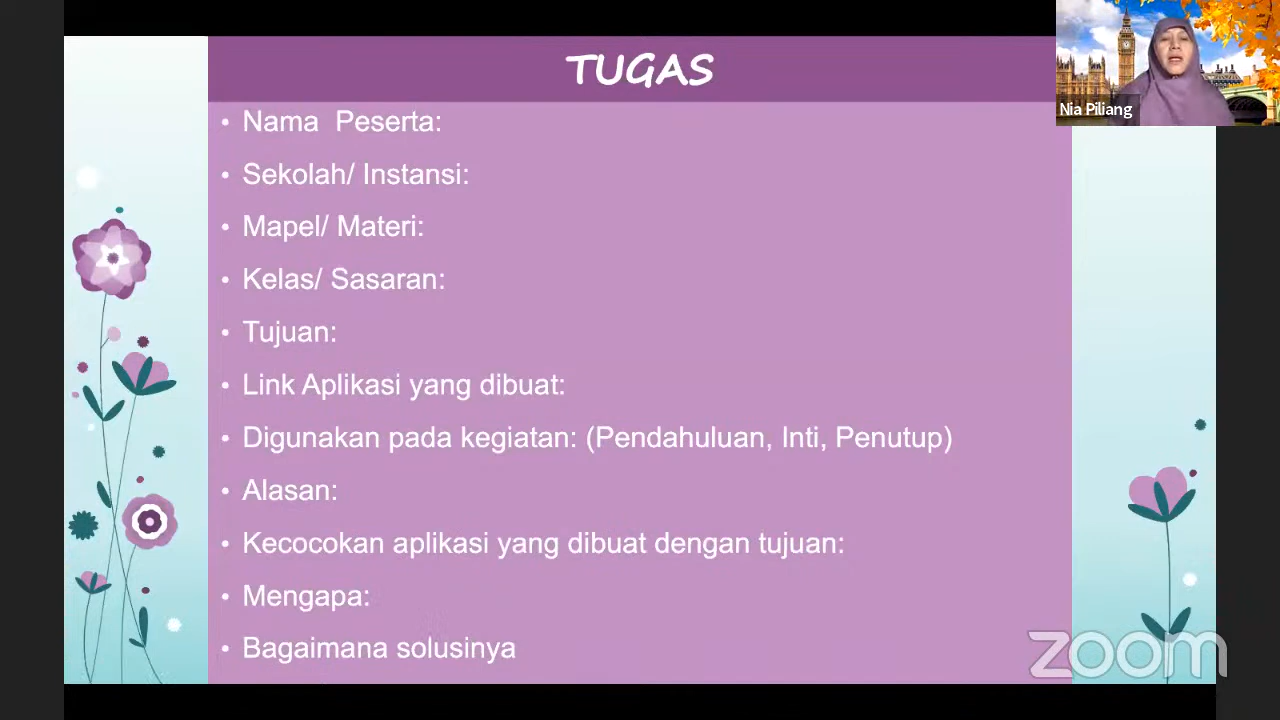 TUGAS
Nia Piliang
• Nama Peserta:
• Sekolah/ Instansi:
• Mapel/ Materi:
• Kelas/ Sasaran:
• Tujuan:
• Link Aplikasi yang dibuat:
• Digunakan pada kegiatan: (Pendahuluan, Inti, Penutup)
• Alasan:
• Kecocokan aplikasi yang dibuat dengan tujuan:
• Mengapa:
• Bagaimana solusinya
zoom